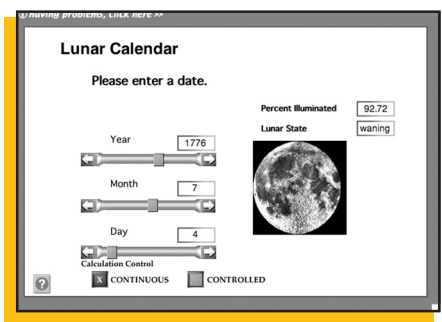 Having problems, click here >>
Lunar Calendar
Please enter a date.
Percent Illuminated 92.72
Lunar State waning
Year 1776
Month 7
Day 4
Calculation Control
X CONTINUOUS CONTROLLED
?